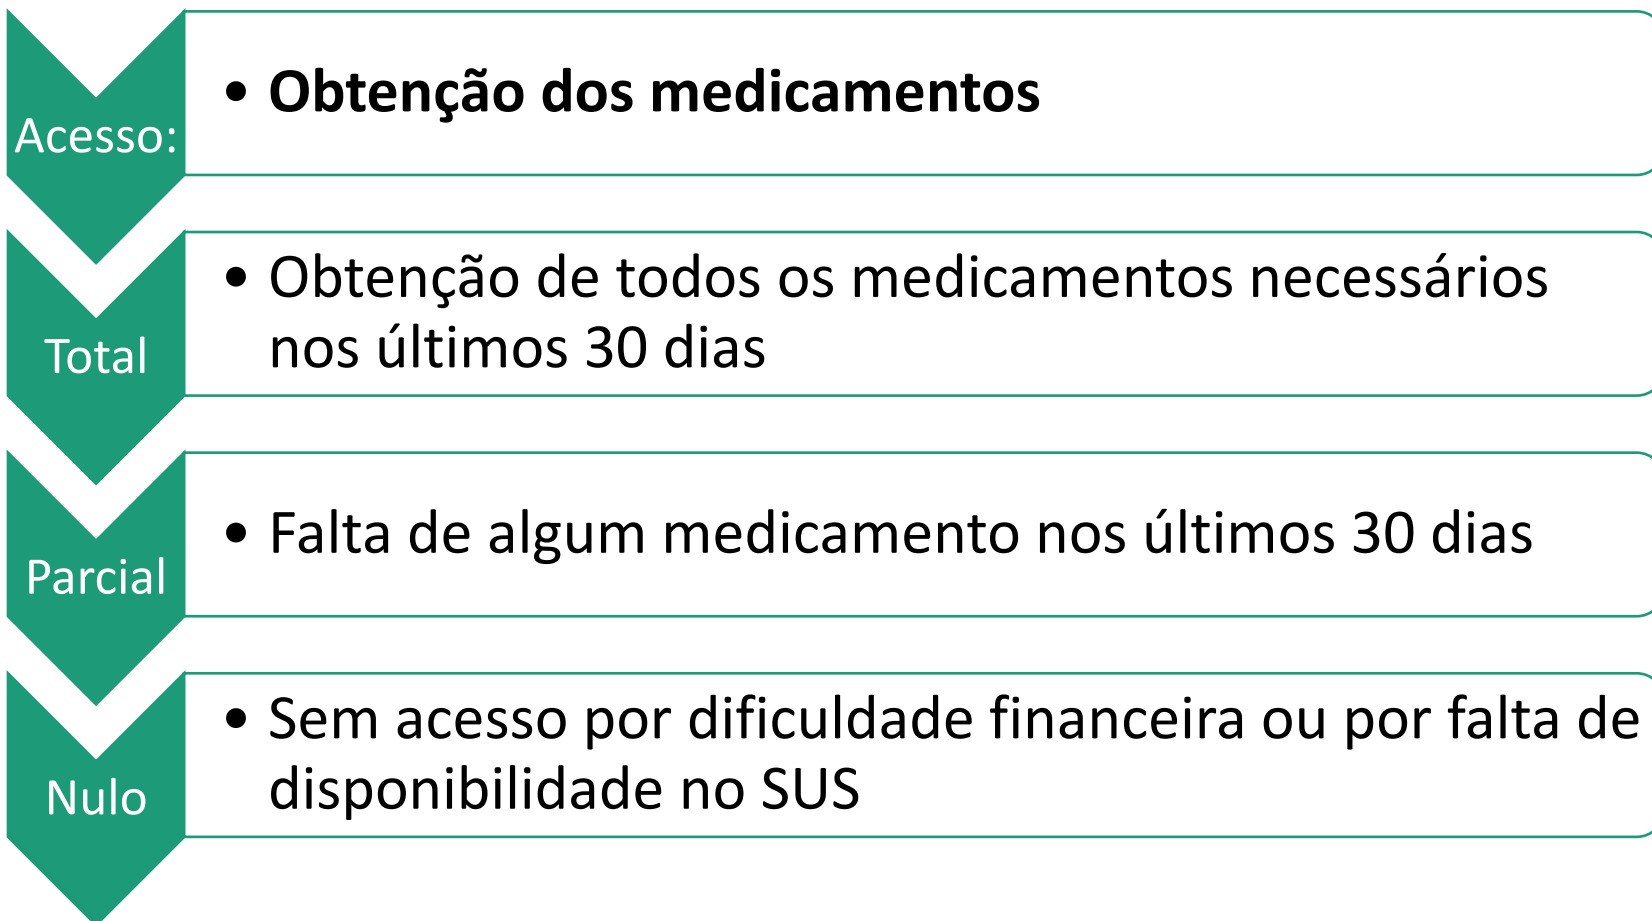 Acesso:
• Obtenção dos medicamentos
Total
• Obtenção de todos os medicamentos necessários
nos últimos 30 dias
Parcial
• Falta de algum medicamento nos últimos 30 dias
Nulo
• Sem acesso por dificuldade financeira ou por falta de
disponibilidade no SUS